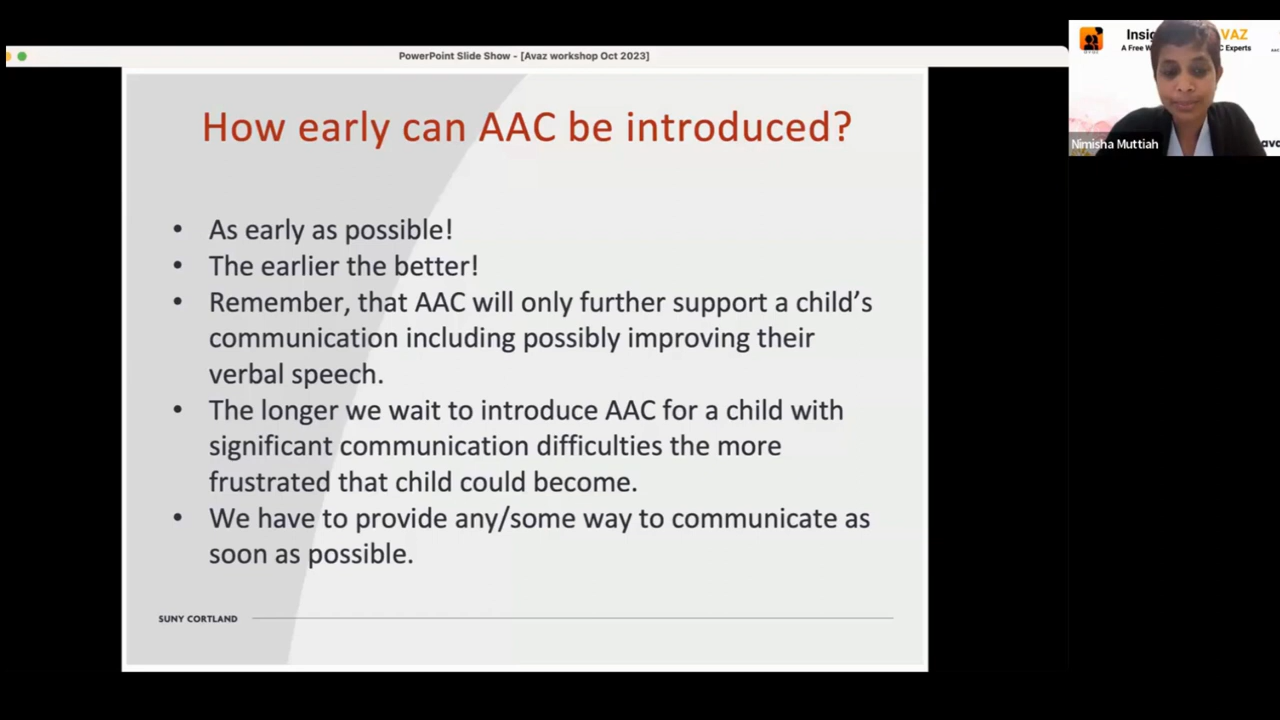 PowerPoint Slide Show - [Avaz workshop Oct 2023]
How early can AAC be introduced?
• As early as possible!
• The earlier the better!
• Remember, that AAC will only further support a child’s
communication including possibly improving their
verbal speech.
• The longer we wait to introduce AAC for a child with
significant communication difficulties the more
frustrated that child could become.
• We have to provide any/some way to communicate as
soon as possible.
SUNY CORTLAND
VAZ
A Free
Experts
Nimisha Muttiah